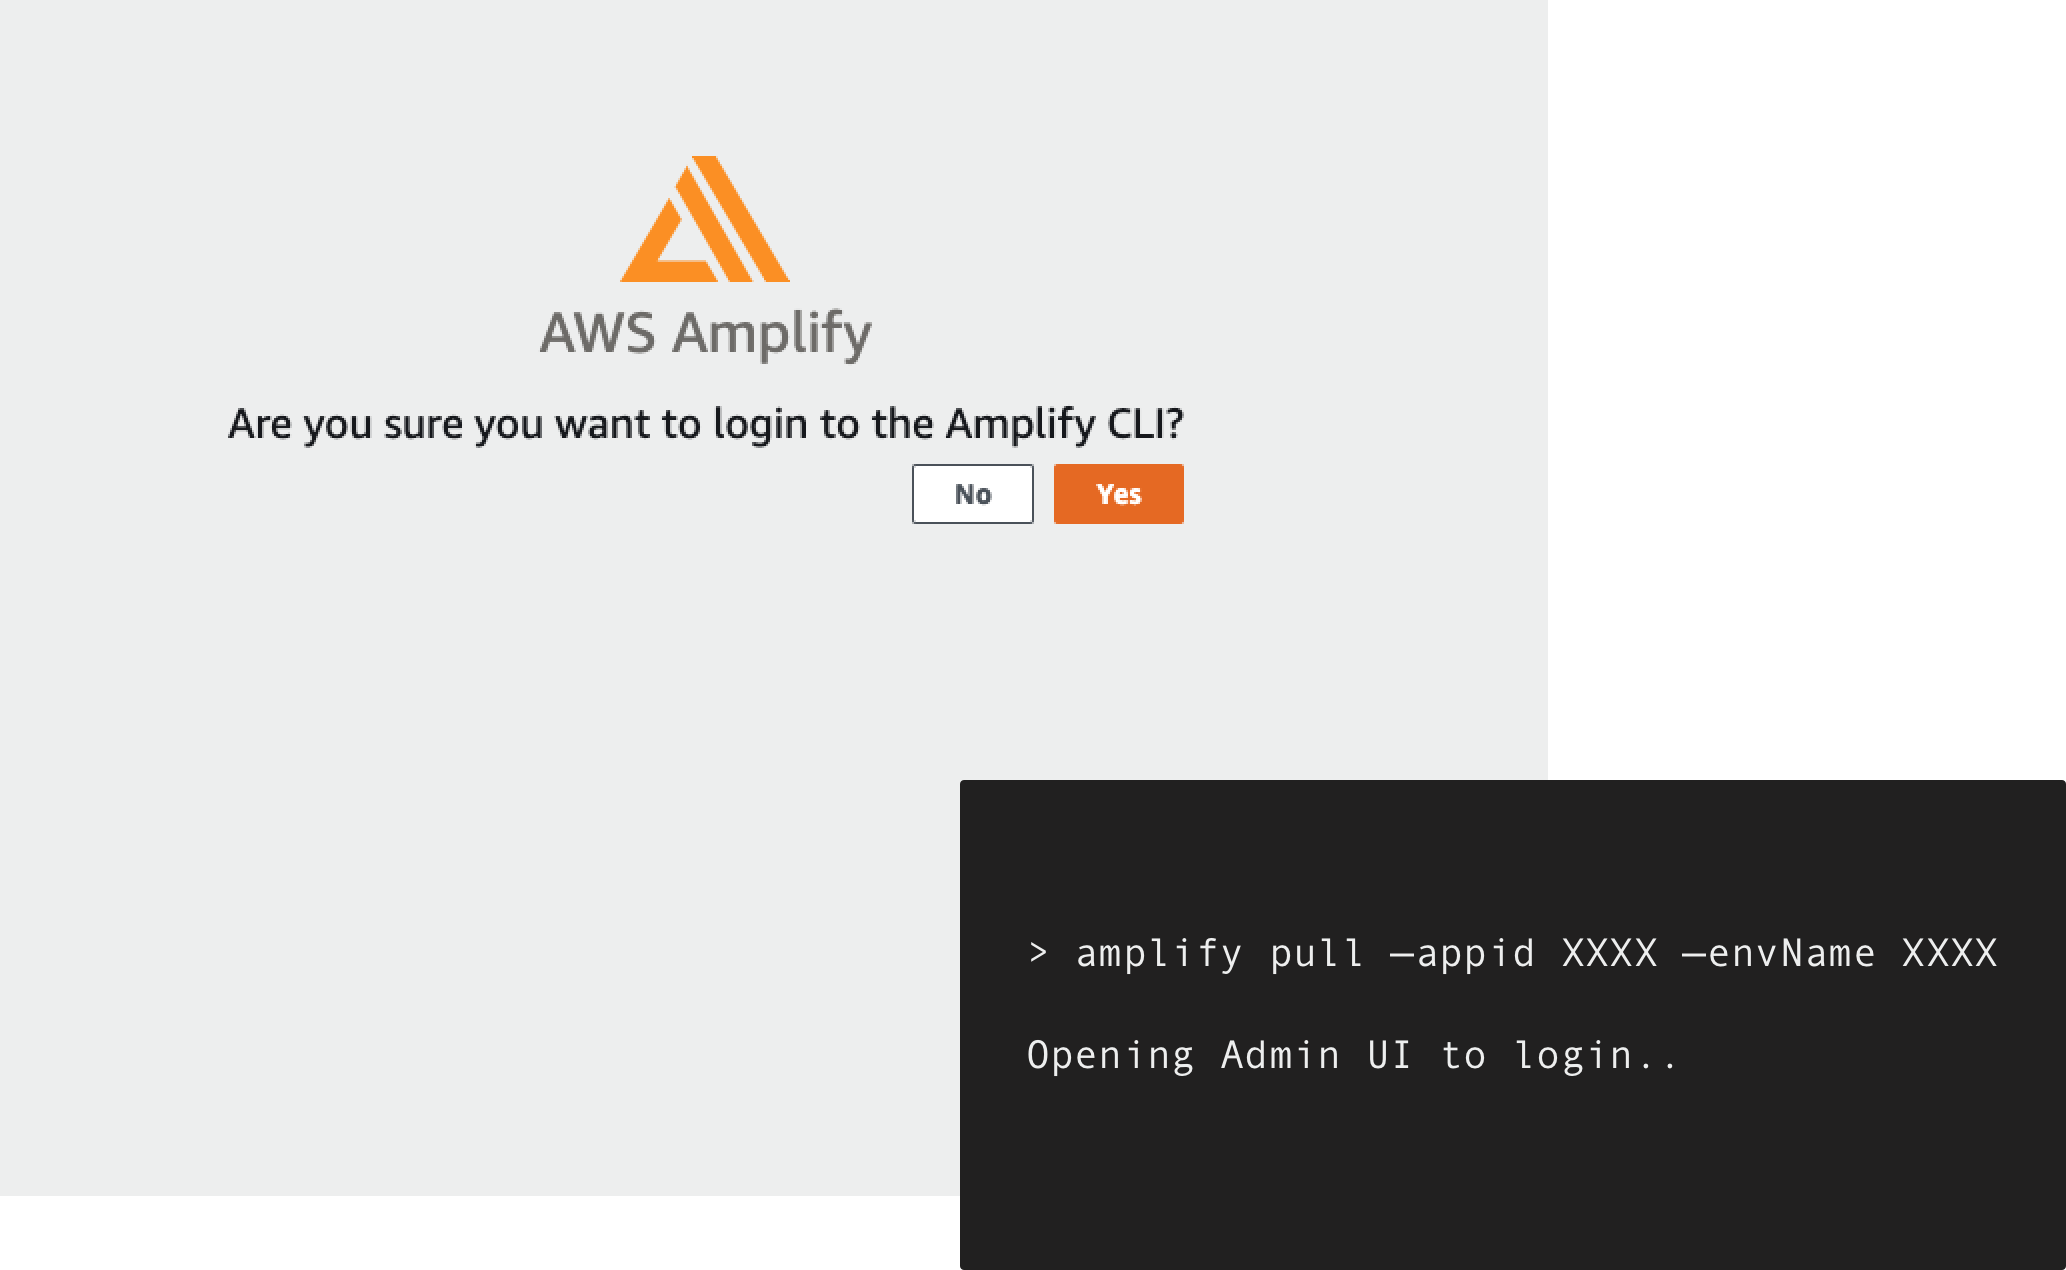 AWS Amplify
Are you sure you want to login to the Amplify CLI?
No Yes
> amplify pull —appid XXXX —envName XXXX
Opening Admin UI to login..